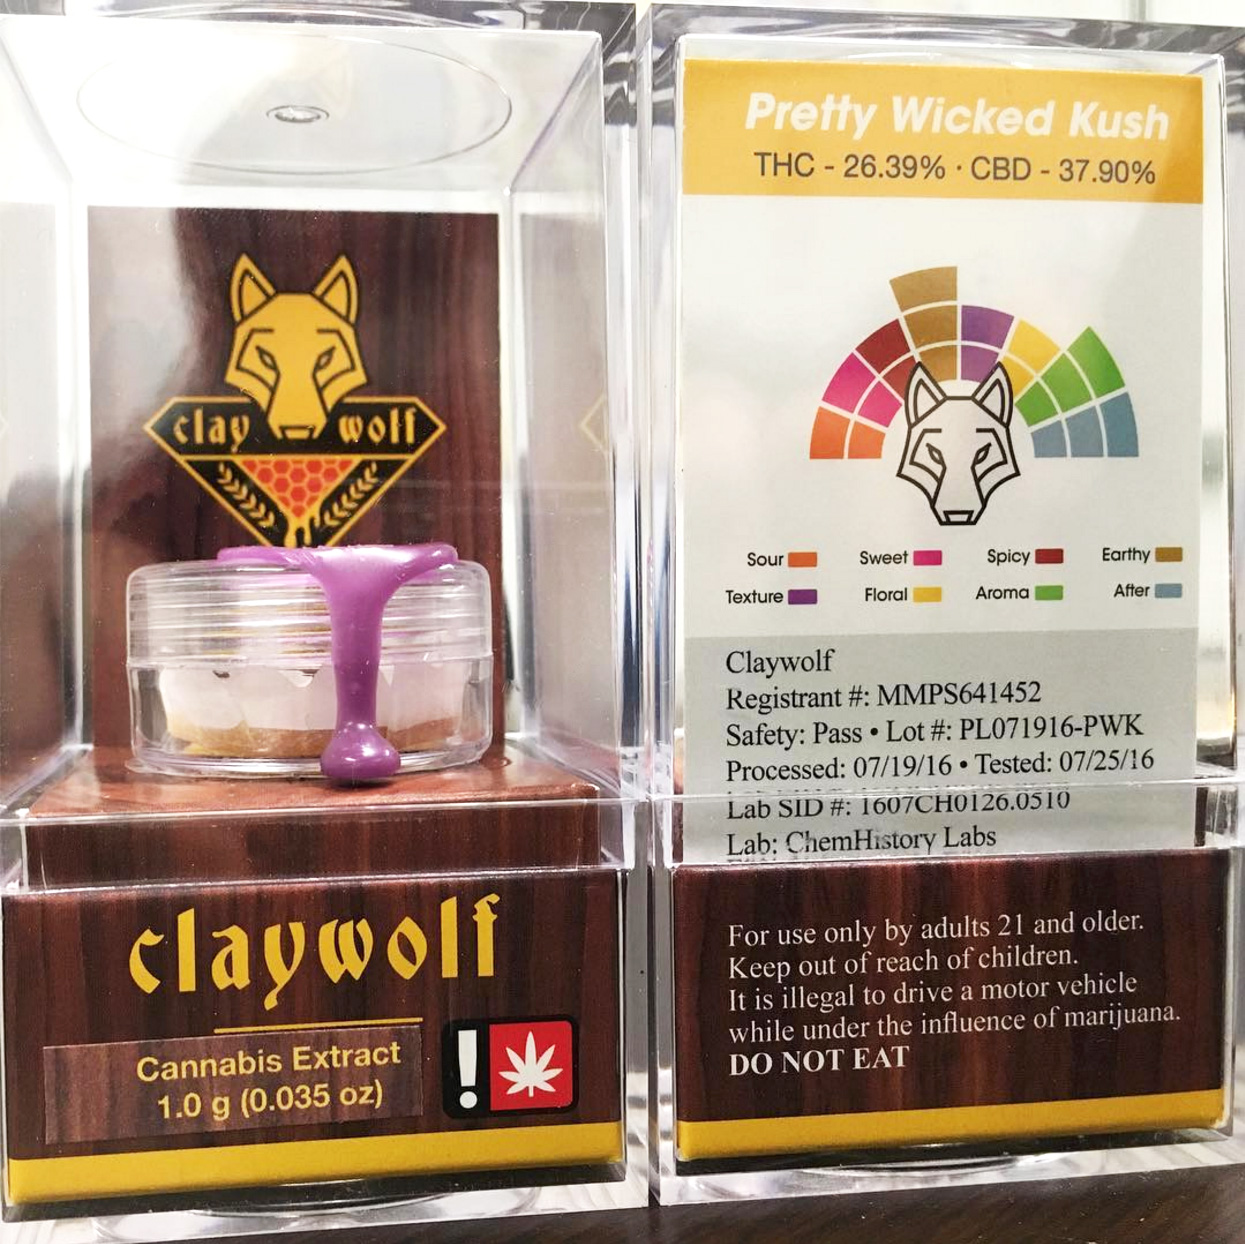 clay wolf
claywolf
Cannabis Extract
1.0 g (0.035 oz)
Pretty Wicked Kush
THC - 26.39% · CBD - 37.90%
Sour Sweet Spicy Earthy
Texture Floral Aroma After
Claywolf
Registrant #: MMPS641452
Safety: Pass • Lot #: PL071916-PWK
Processed: 07/19/16 • Tested: 07/25/16
Lab SID #: 1607CH0126.0510
Lab: ChemHistory Labs
For use only by adults 21 and older.
Keep out of reach of children.
It is illegal to drive a motor vehicle
while under the influence of marijuana.
DO NOT EAT